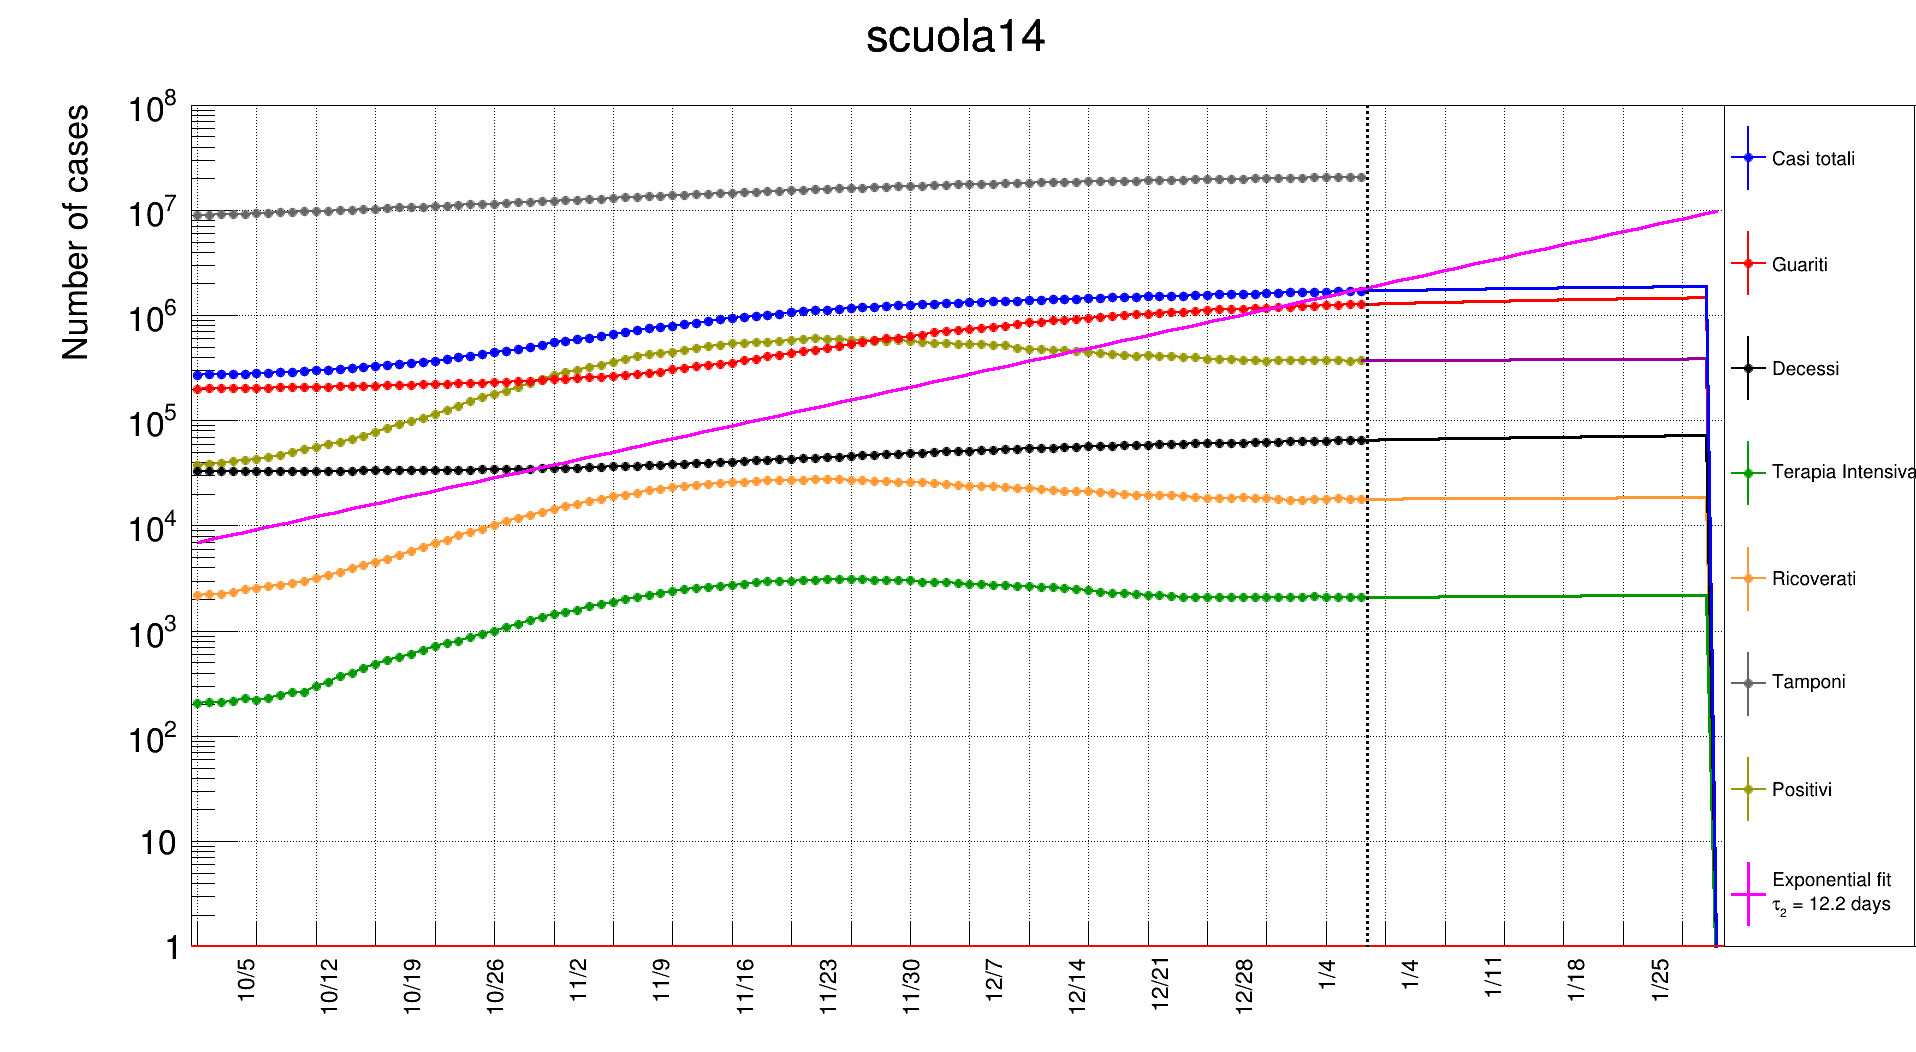 scuola14
Number of cases
10^8
10^7
10^6
10^5
10^4
10^3
10^2
10
1
10/5
10/12
10/19
10/26
11/2
11/9
11/16
11/23
11/30
12/7
12/14
12/21
12/28
1/4
1/4
1/11
1/18
1/25
Casi totali
Guariti
Decessi
Terapia Intensiva
Ricoverati
Tamponi
Positivi
Exponential fit
τ₂ = 12.2 days